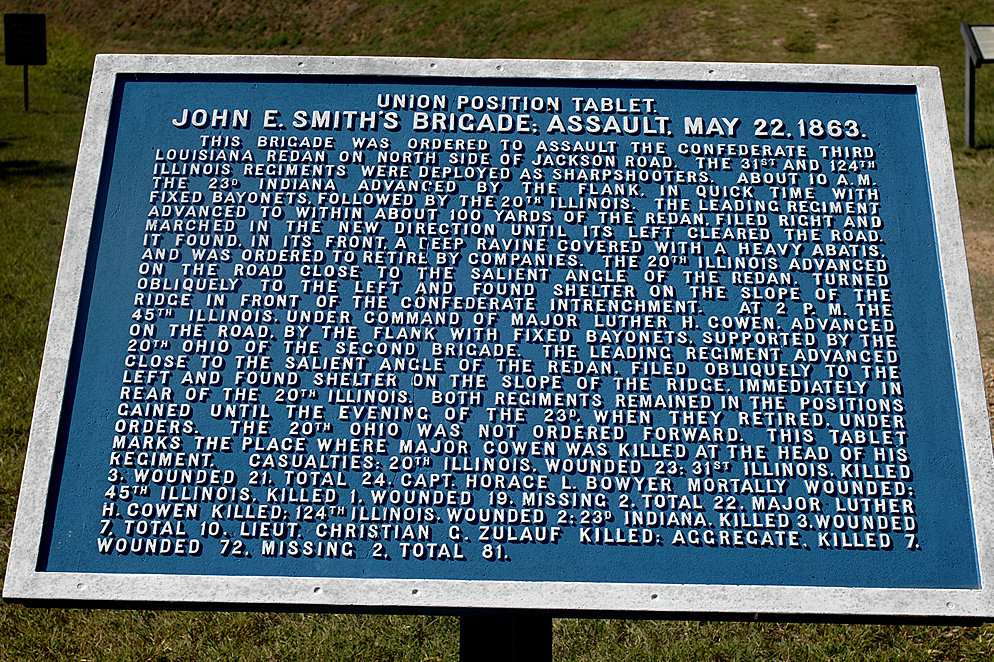 UNION POSITION TABLET.
JOHN E. SMITH'S BRIGADE; ASSAULT, MAY 22, 1863.
THIS BRIGADE WAS ORDERED TO ASSAULT THE CONFEDERATE THIRD
LOUISIANA REDAN ON NORTH SIDE OF JACKSON ROAD. THE 31ST AND 124TH
ILLINOIS REGIMENTS WERE DEPLOYED AS SHARPSHOOTERS. ABOUT 10 A.M.
THE 23D INDIANA ADVANCED BY THE FLANK, IN QUICK TIME WITH
FIXED BAYONETS, FOLLOWED BY THE 20TH ILLINOIS. THE LEADING REGIMENT
ADVANCED TO WITHIN ABOUT 100 YARDS OF THE REDAN, FILED RIGHT AND
MARCHED IN THE NEW DIRECTION UNTIL ITS LEFT CLEARED THE ROAD.
IT FOUND, IN ITS FRONT, A DEEP RAVINE COVERED WITH A HEAVY ABATIS,
AND WAS ORDERED TO RETIRE BY COMPANIES. THE 20TH ILLINOIS ADVANCED
ON THE ROAD CLOSE TO THE SALIENT ANGLE OF THE REDAN, TURNED
OBLIQUELY TO THE LEFT AND FOUND SHELTER ON THE SLOPE OF THE
RIDGE IN FRONT OF THE CONFEDERATE INTRENCHMENT. AT 2 P.M. THE
45TH ILLINOIS, UNDER COMMAND OF MAJOR LUTHER H. COWEN, ADVANCED
ON THE ROAD, BY THE FLANK WITH FIXED BAYONETS, SUPPORTED BY THE
20TH OHIO OF THE SECOND BRIGADE. THE LEADING REGIMENT ADVANCED
CLOSE TO THE SALIENT ANGLE OF THE REDAN, FILED OBLIQUELY TO THE
LEFT AND FOUND SHELTER ON THE SLOPE OF THE RIDGE, IMMEDIATELY IN
REAR OF THE 20TH ILLINOIS. BOTH REGIMENTS REMAINED IN THE POSITIONS
GAINED UNTIL THE EVENING OF THE 23D, WHEN THEY RETIRED, UNDER
ORDERS. THE 20TH OHIO WAS NOT ORDERED FORWARD. THIS TABLET
MARKS THE PLACE WHERE MAJOR COWEN WAS KILLED AT THE HEAD OF HIS
REGIMENT. CASUALTIES: 20TH ILLINOIS, WOUNDED 23; 31ST ILLINOIS, KILLED
3, WOUNDED 21, TOTAL 24, CAPT. HORACE L. BOWYER MORTALLY WOUNDED;
45TH ILLINOIS, KILLED 1, WOUNDED 19, MISSING 2, TOTAL 22, MAJOR LUTHER
H. COWEN KILLED; 124TH ILLINOIS, WOUNDED 2; 23D INDIANA, KILLED 3, WOUNDED
7, TOTAL 10, LIEUT. CHRISTIAN G. ZULAUF KILLED; AGGREGATE, KILLED 7,
WOUNDED 72, MISSING 2, TOTAL 81.